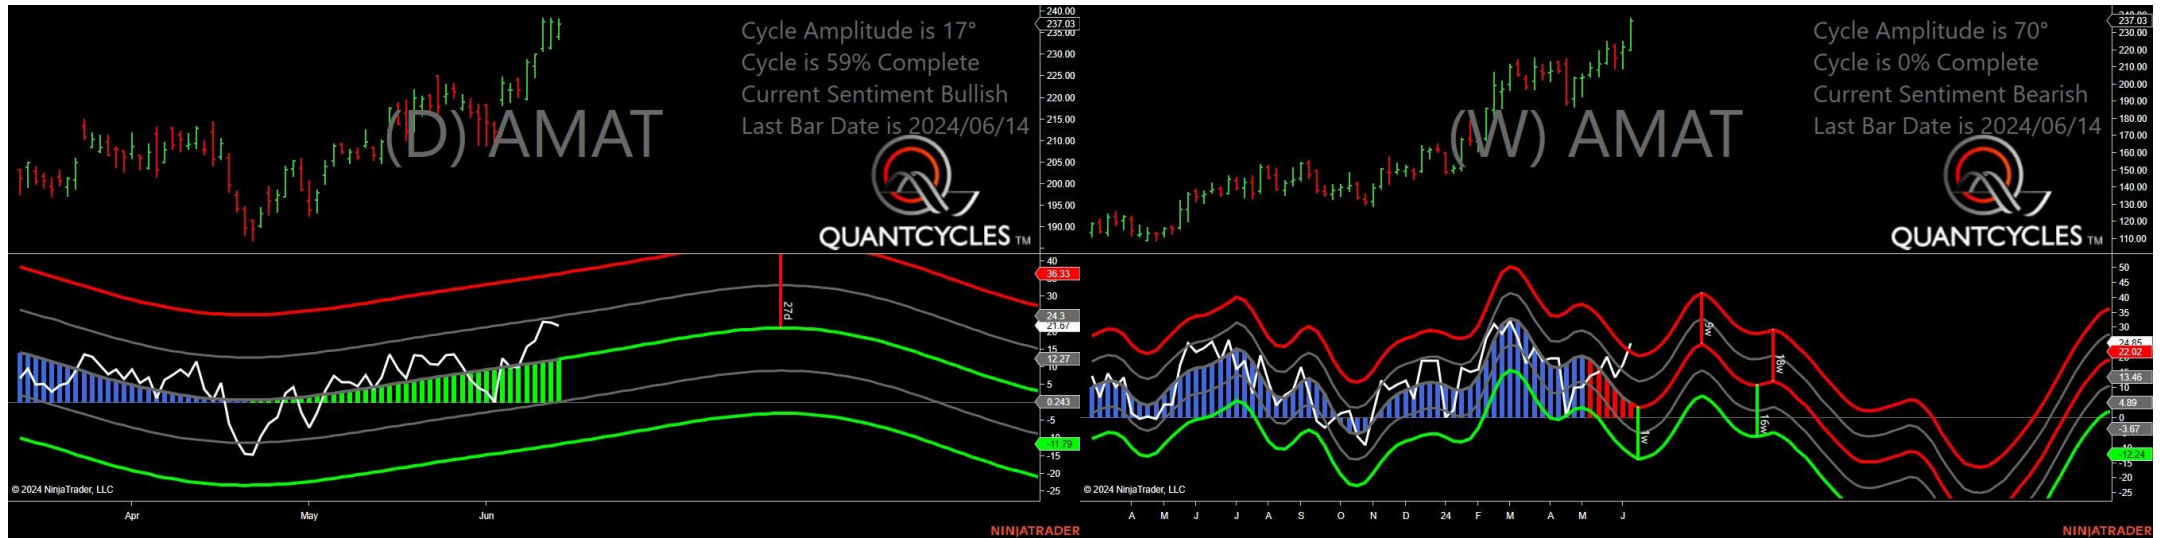 Cycle Amplitude is 17°
Cycle is 59% Complete
Current Sentiment Bullish
Last Bar Date is 2024/06/14
(D) AMAT
QUANTCYCLES TM
240.00
237.03
235.00
230.00
225.00
220.00
215.00
210.00
205.00
200.00
195.00
190.00
40
36.33
30
24.3
21.67
15
12.27
10
5
0.243
-5
-11.79
-15
-20
-25
27d
© 2024 NinjaTrader, LLC
Apr May Jun
NINJATRADER
Cycle Amplitude is 70°
Cycle is 0% Complete
Current Sentiment Bearish
Last Bar Date is 2024/06/14
(W) AMAT
QUANTCYCLES TM
240.00
237.03
230.00
220.00
210.00
200.00
190.00
180.00
170.00
160.00
150.00
140.00
130.00
120.00
110.00
50
45
40
35
30
24.85
22.02
13.46
10
4.89
0
-3.67
-12.24
-15
-20
-25
9w
18w
1w
16w
© 2024 NinjaTrader, LLC
A M J J A S O N D 24 F M A M J
NINJATRADER